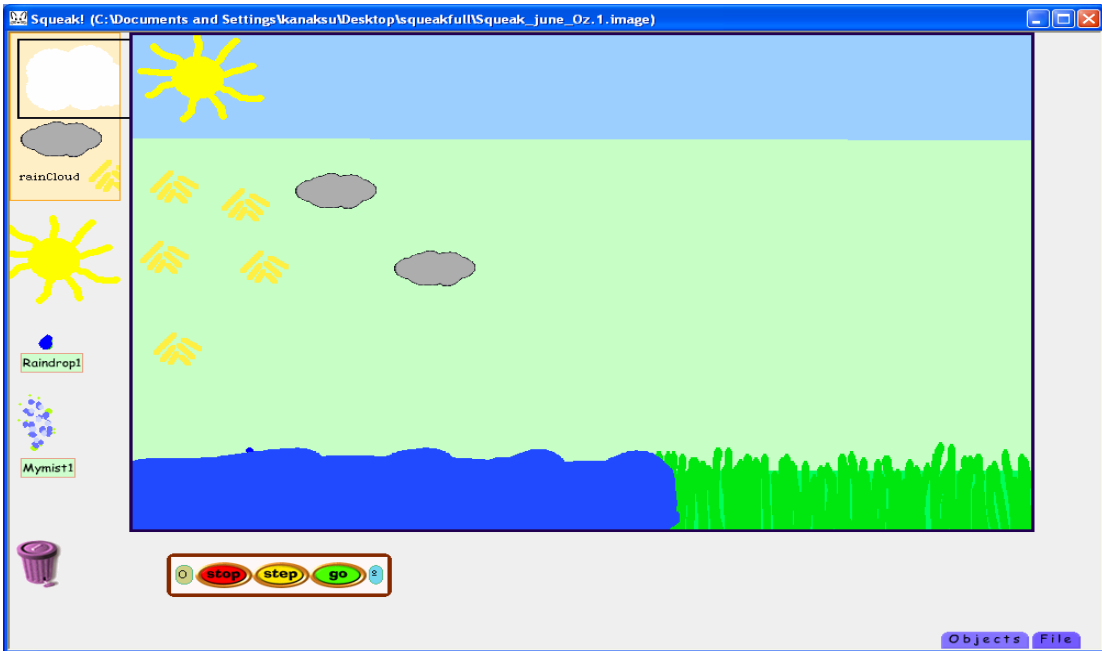 Squeak! (C:\Documents and Settings\kanaksu\Desktop\squeakfull\Squeak_june_Oz.1.image)
rainCloud
Raindrop1
Mymist1
stop step go
Objects File